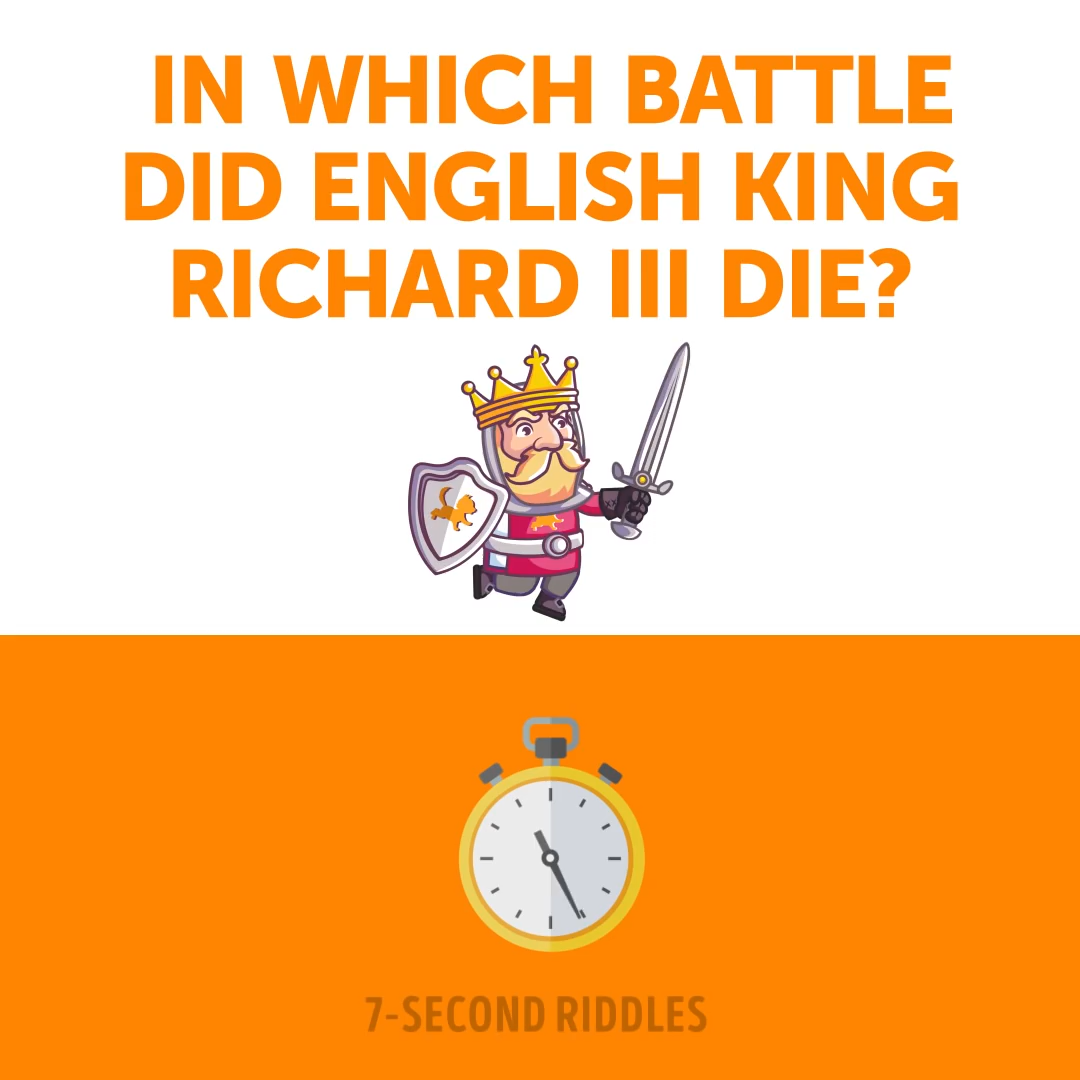 IN WHICH BATTLE
DID ENGLISH KING
RICHARD III DIE?
7-SECOND RIDDLES